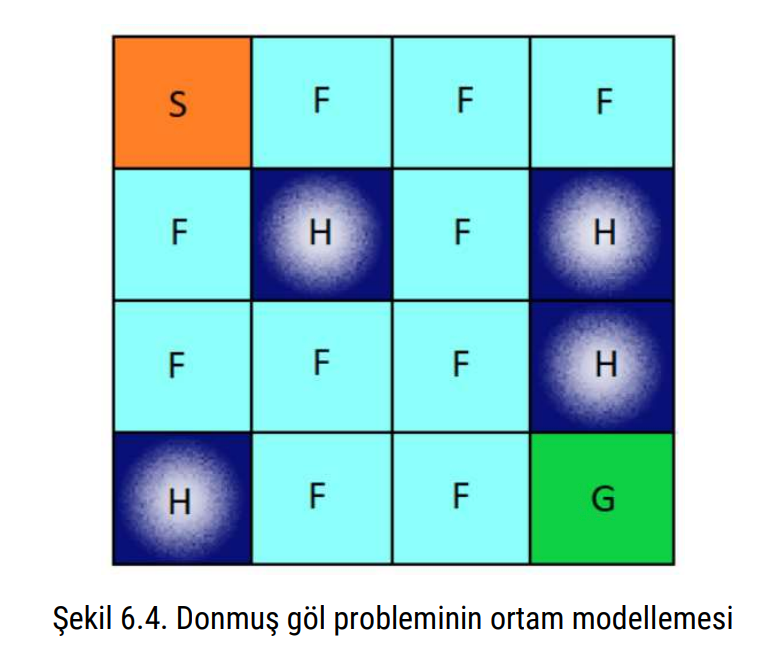 S F F F
F H F H
F F F H
H F F G
Şekil 6.4. Donmuş göl probleminin ortam modellemesi